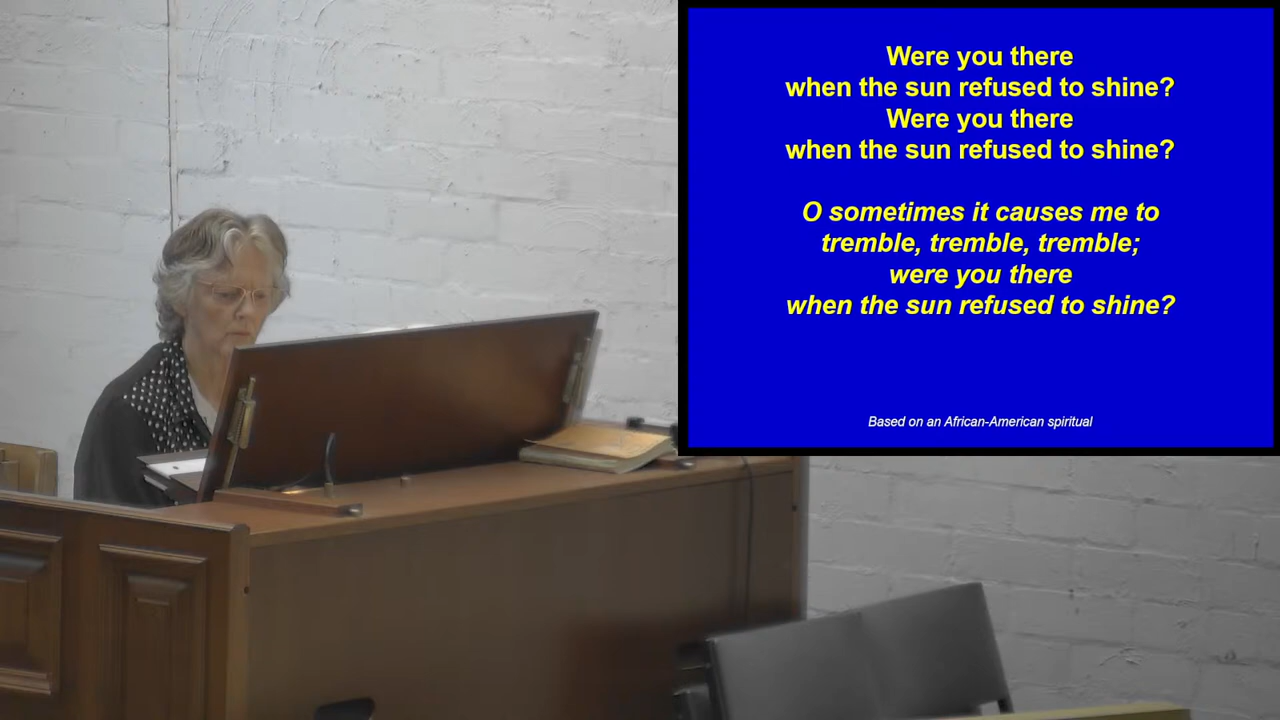 Were you there
when the sun refused to shine?
Were you there
when the sun refused to shine?
O sometimes it causes me to
tremble, tremble, tremble;
were you there
when the sun refused to shine?
Based on an African-American spiritual